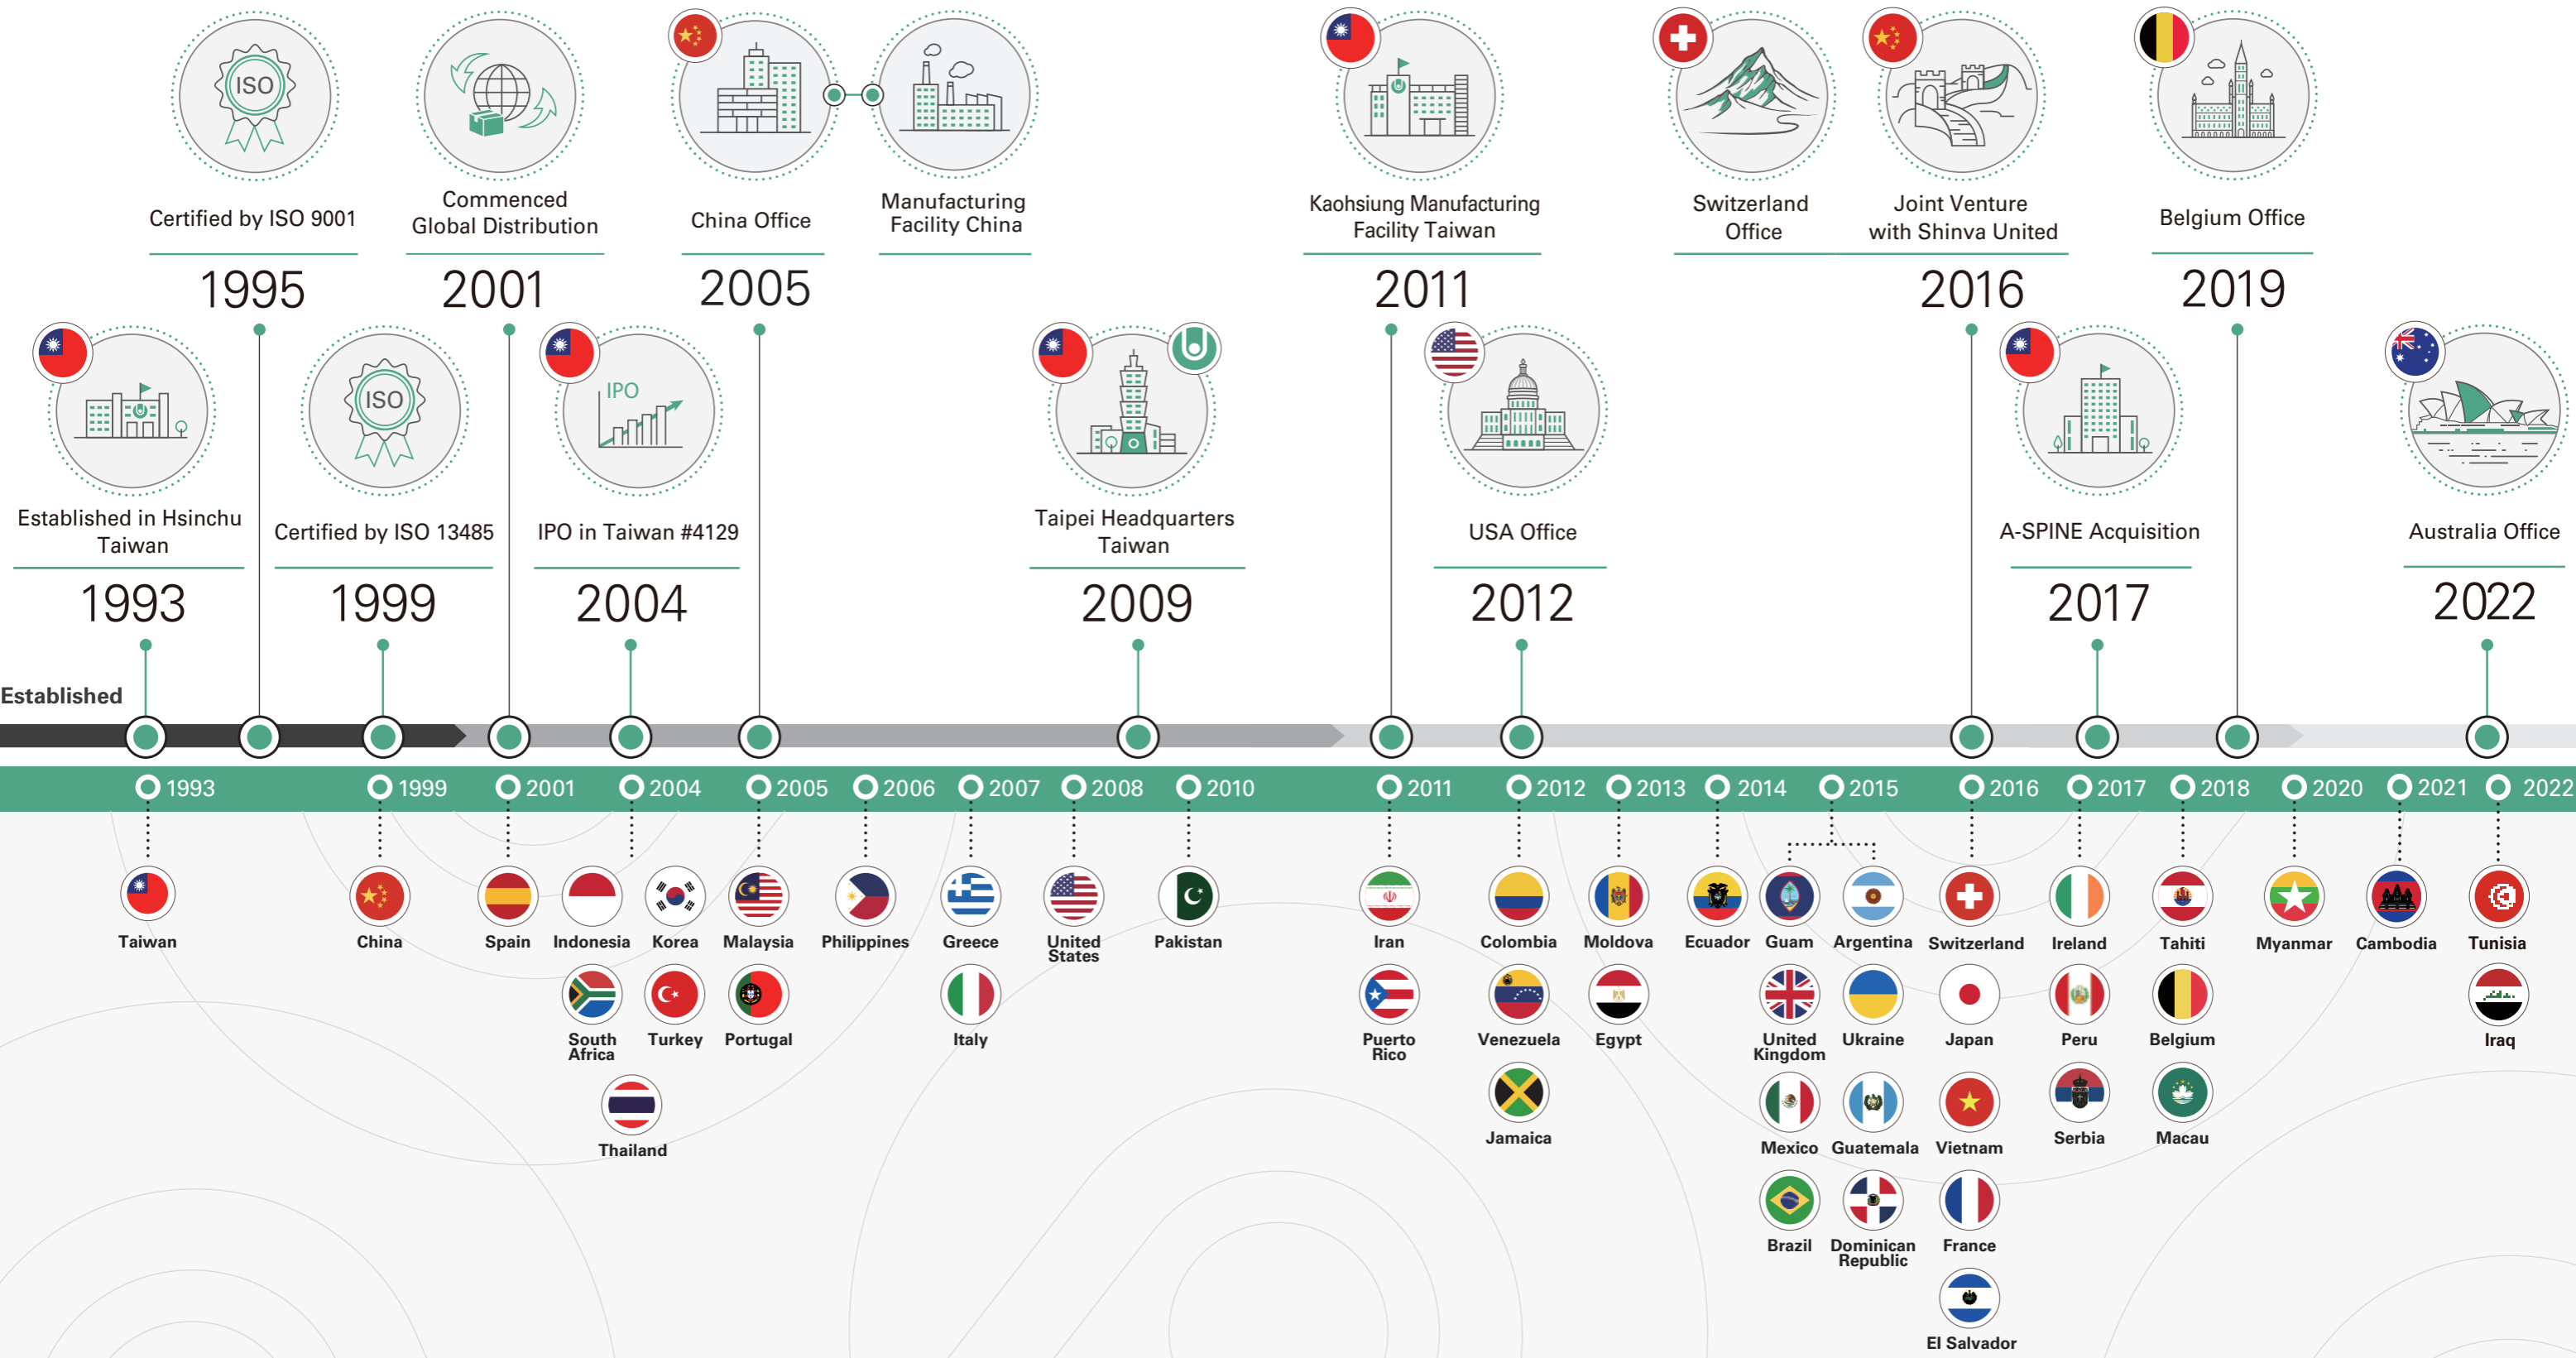 ISO
Certified by ISO 9001
1995
Commenced
Global Distribution
2001
China Office
2005
Manufacturing
Facility China
Kaohsiung Manufacturing
Facility Taiwan
2011
Switzerland
Office
Joint Venture
with Shinva United
2016
Belgium Office
2019
Established in Hsinchu
Taiwan
1993
ISO
Certified by ISO 13485
1999
IPO
IPO in Taiwan #4129
2004
Taipei Headquarters
Taiwan
2009
USA Office
2012
A-SPINE Acquisition
2017
Australia Office
2022
Established
1993
1999
2001
2004
2005
2006
2007
2008
2010
2011
2012
2013
2014
2015
2016
2017
2018
2020
2021
2022
Taiwan
China
Spain
Indonesia
Korea
Malaysia
Philippines
Greece
United
States
Pakistan
Iran
Colombia
Moldova
Ecuador
Guam
Argentina
Switzerland
Ireland
Tahiti
Myanmar
Cambodia
Tunisia
South
Africa
Turkey
Portugal
Italy
Puerto
Rico
Venezuela
Egypt
United
Kingdom
Ukraine
Japan
Peru
Belgium
Iraq
Thailand
Jamaica
Mexico
Guatemala
Vietnam
Serbia
Macau
Brazil
Dominican
Republic
France
El Salvador